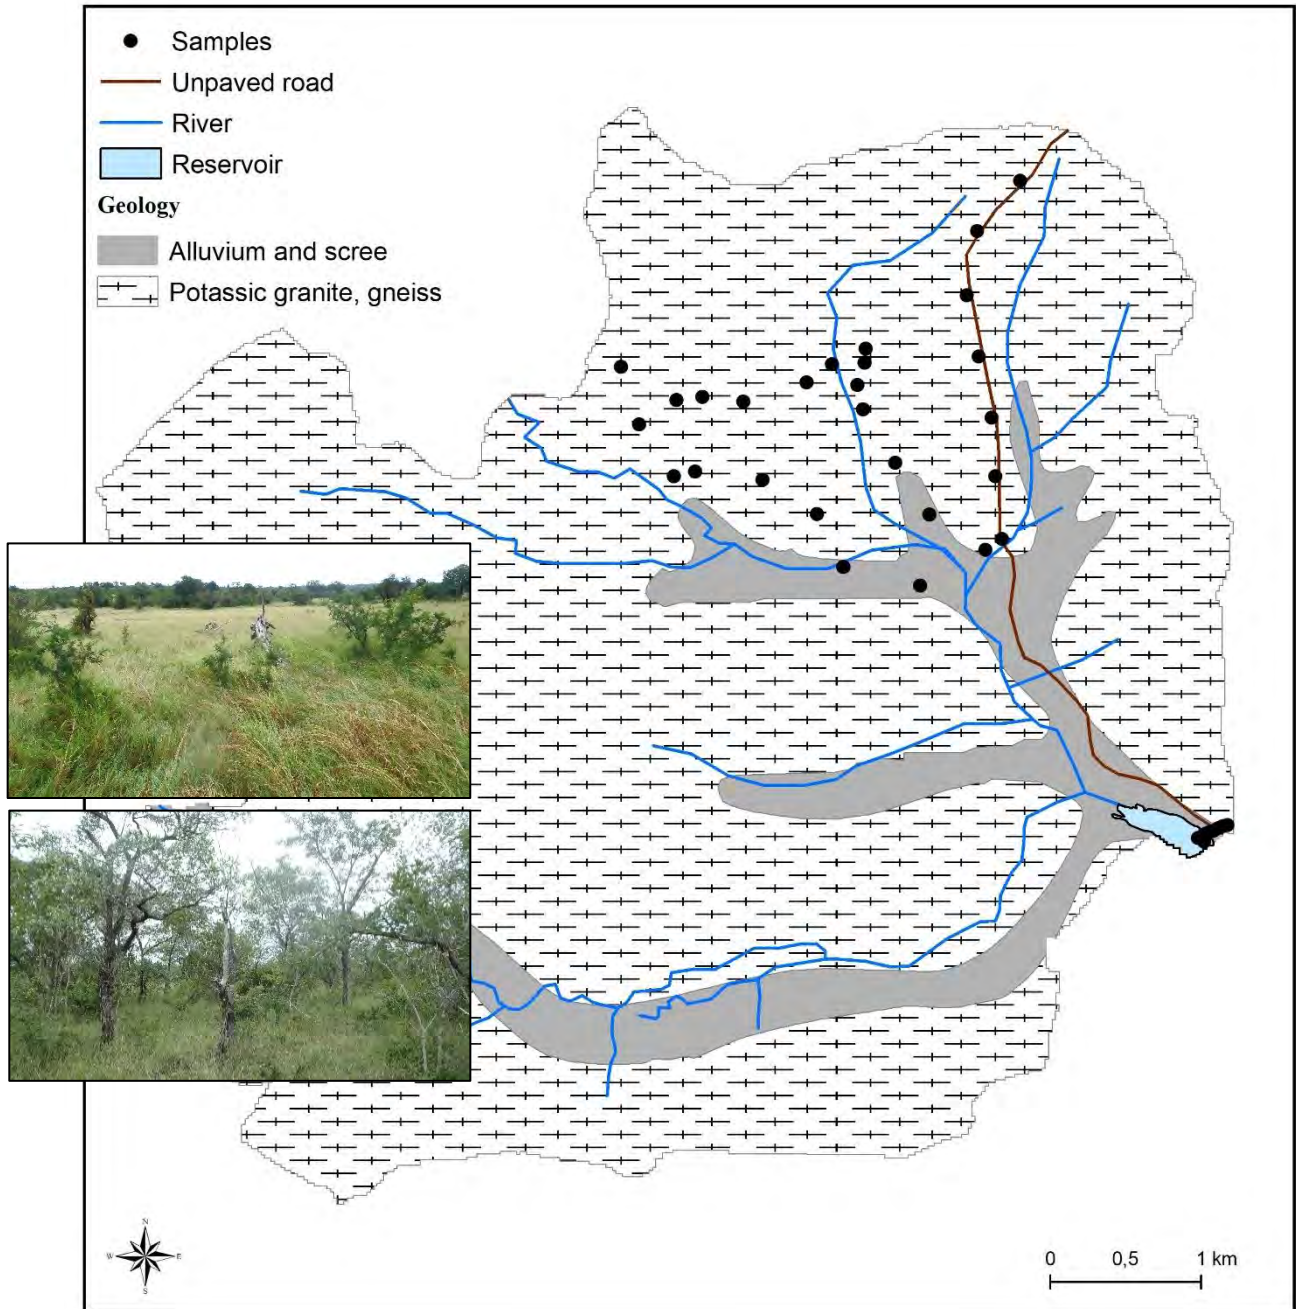 Samples
Unpaved road
River
Reservoir
Geology
Alluvium and scree
Potassic granite, gneiss
N
W E
S
0 0,5 1 km